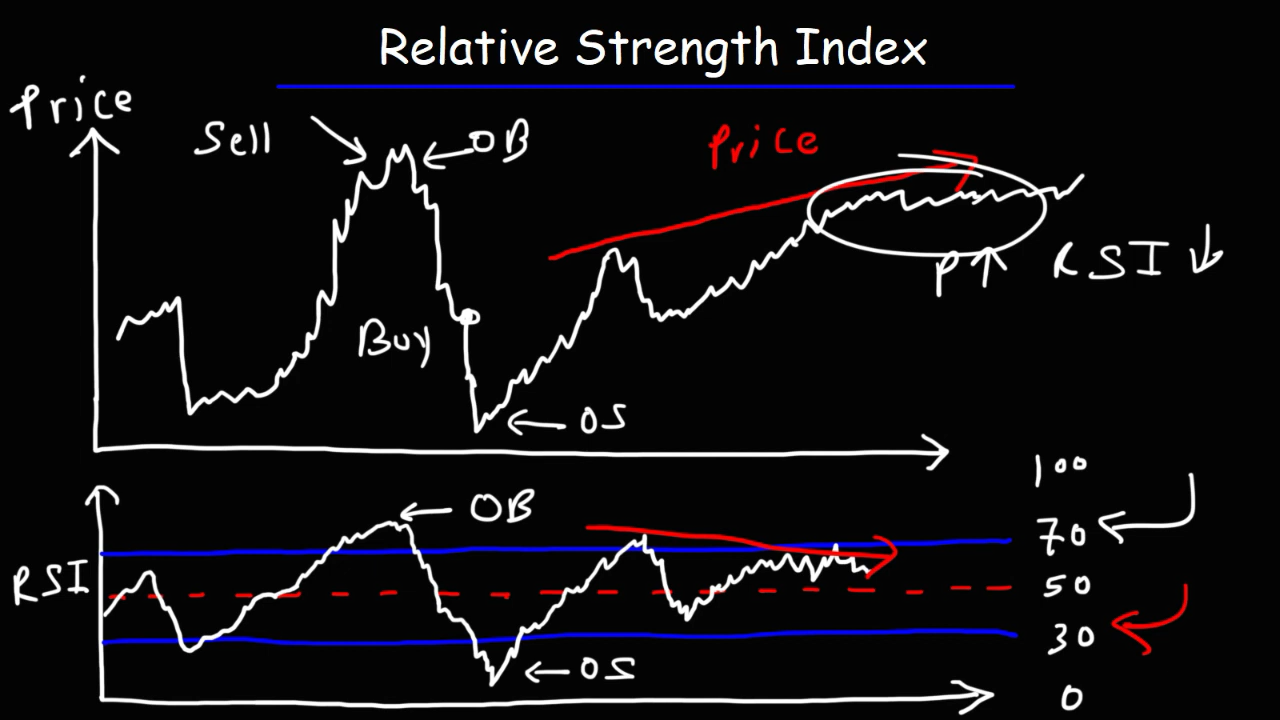 Relative Strength Index
Price
Sell
OB
Price
P↑ RSI ↓
Buy
OS
100
OB
70
RSI
50
30
OS
0